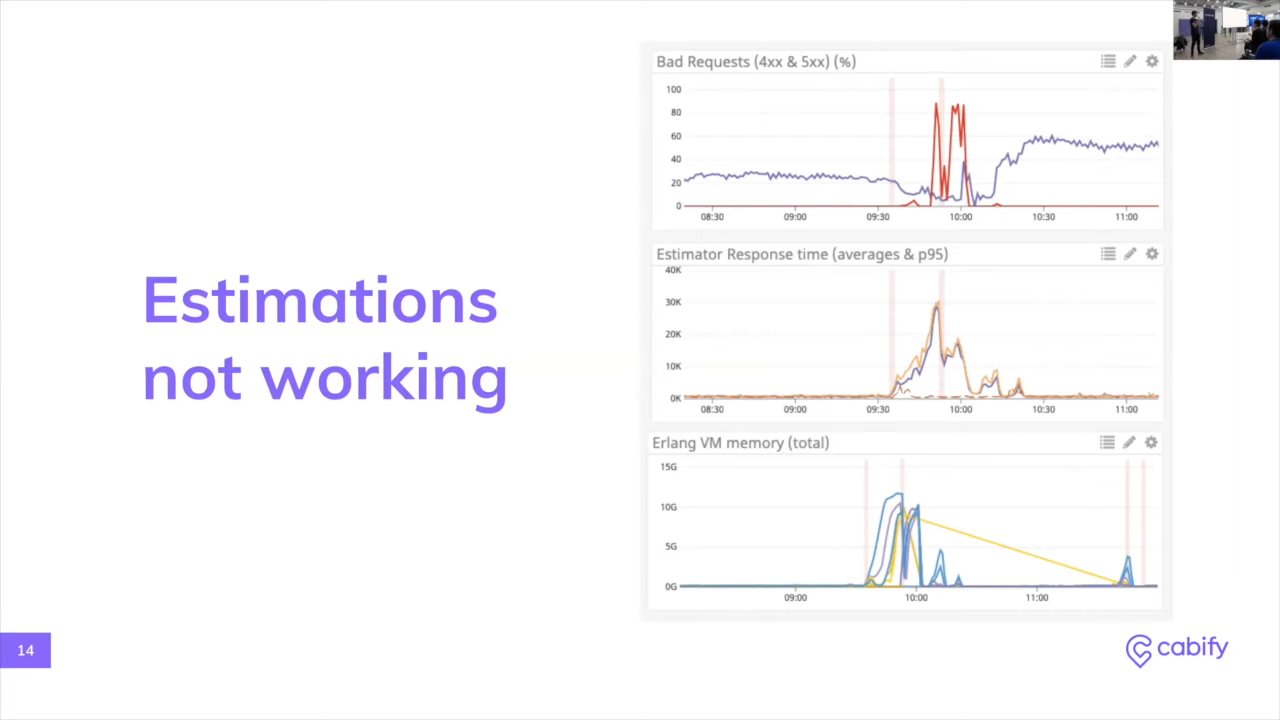 Estimations
not working
Bad Requests (4xx & 5xx) (%)
100
80
60
40
20
0
08:30 09:00 09:30 10:00 10:30 11:00
Estimator Response time (averages & p95)
40K
30K
20K
10K
0K
08:30 09:00 09:30 10:00 10:30 11:00
Erlang VM memory (total)
15G
10G
5G
0G
09:00 10:00 11:00
14
cabify